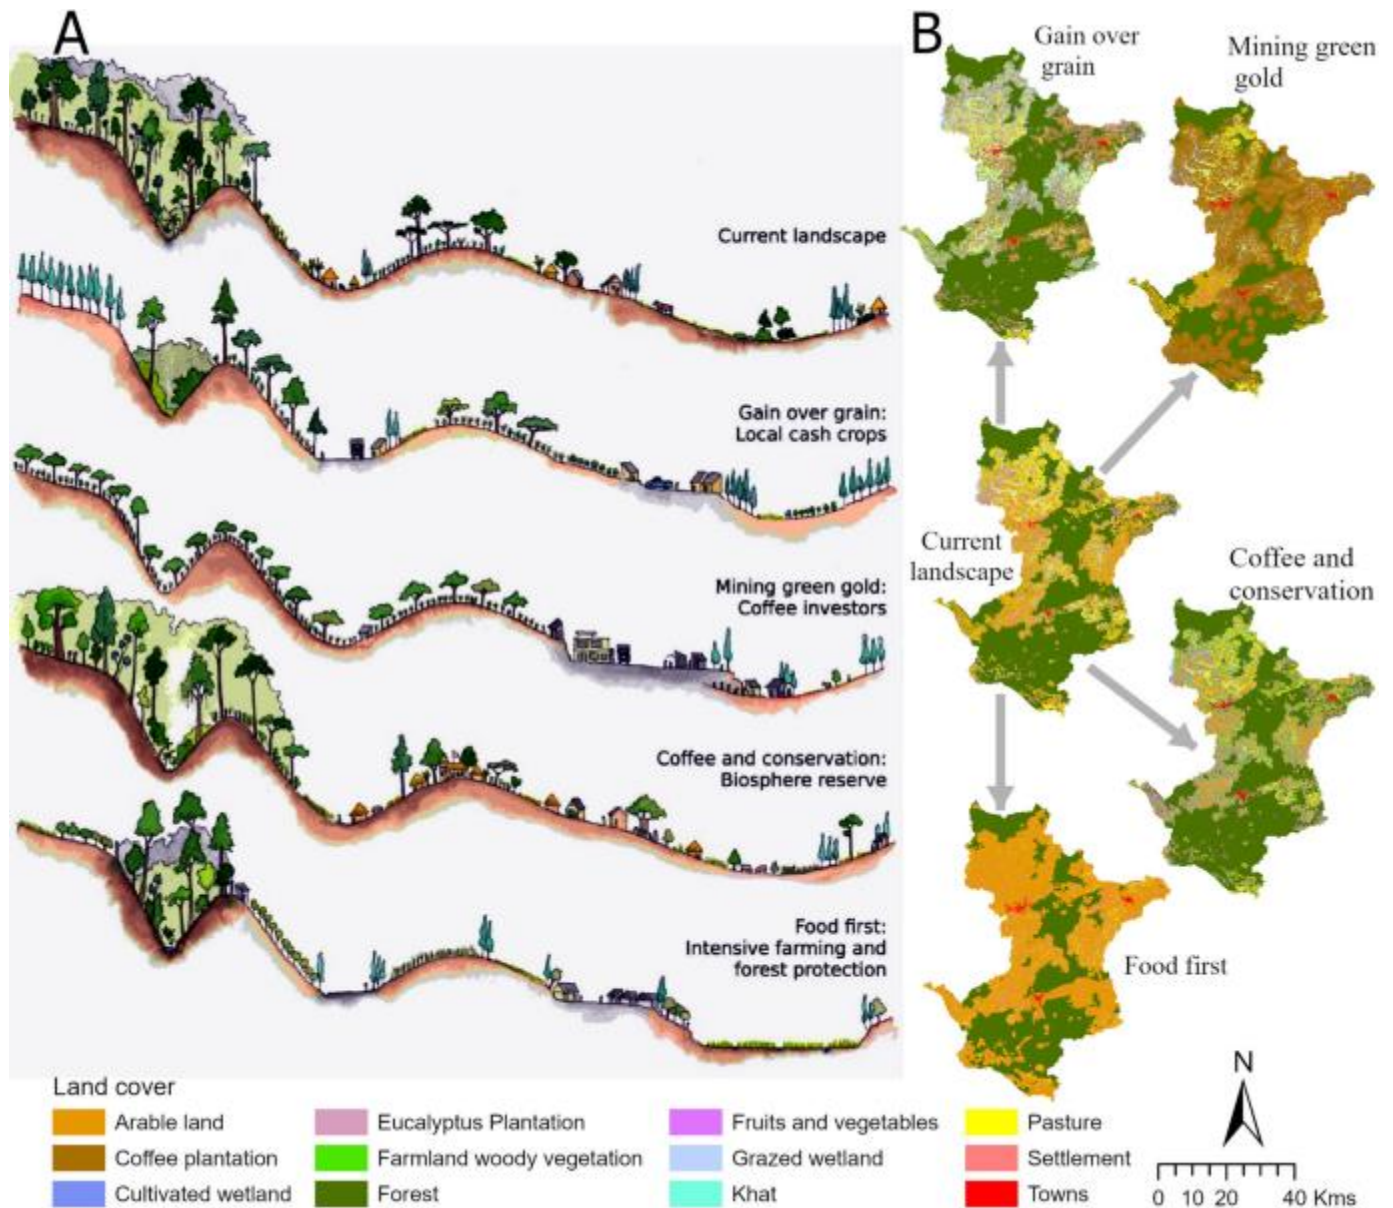 A
B
Gain over
grain
Mining green
gold
Current landscape
Gain over grain:
Local cash crops
Mining green gold:
Coffee investors
Current
landscape
Coffee and
conservation
Coffee and conservation:
Biosphere reserve
Food first:
Intensive farming and
forest protection
Food first
N
0 10 20 40 Kms
Land cover
Arable land
Coffee plantation
Cultivated wetland
Eucalyptus Plantation
Farmland woody vegetation
Forest
Fruits and vegetables
Grazed wetland
Khat
Pasture
Settlement
Towns